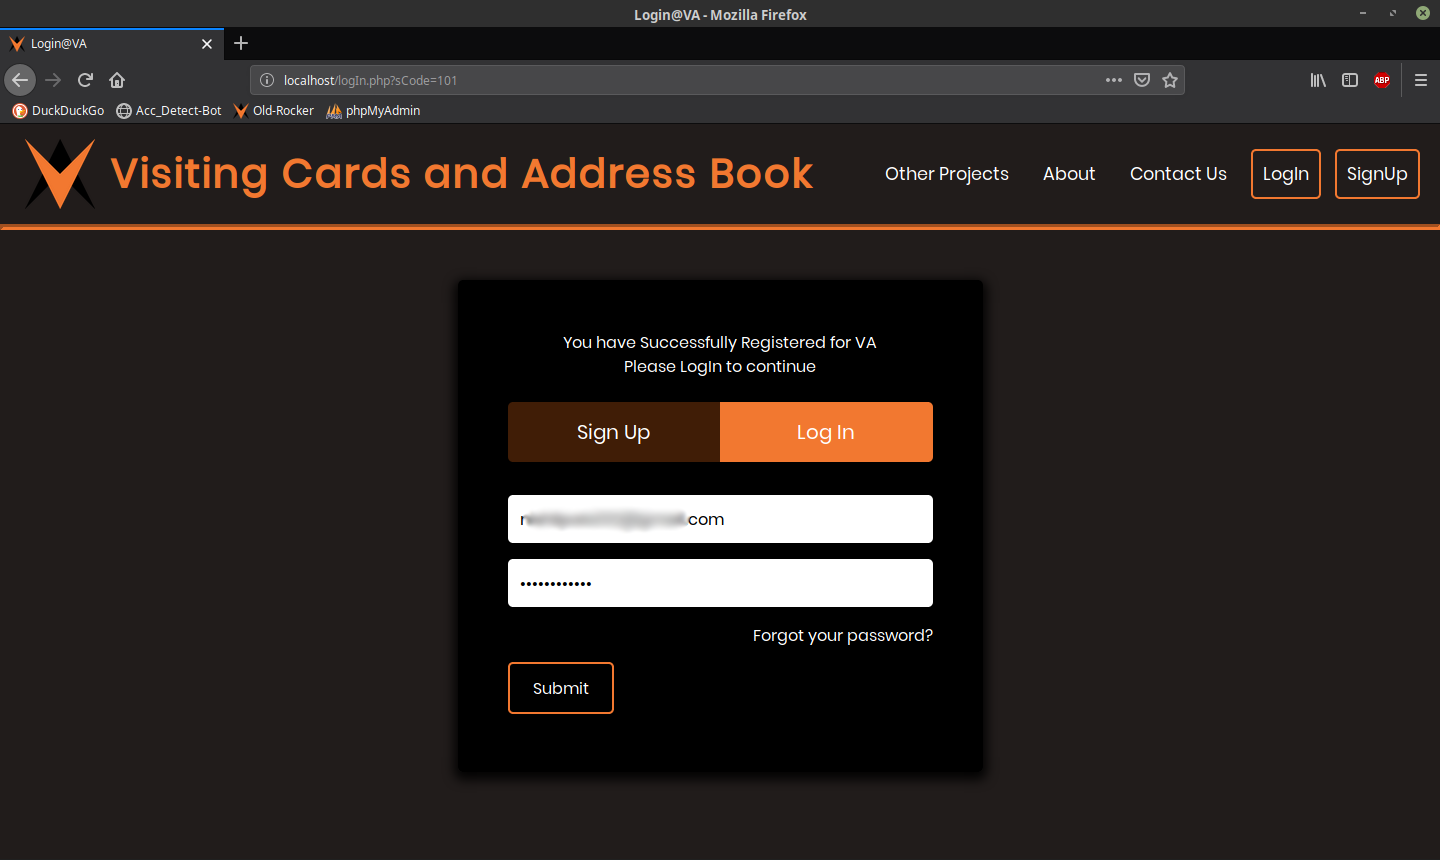 Login@VA - Mozilla Firefox
Login@VA
localhost/logIn.php?sCode=101
ABP
DuckDuckGo Acc_Detect-Bot Old-Rocker phpMyAdmin
Visiting Cards and Address Book Other Projects About Contact Us LogIn SignUp
You have Successfully Registered for VA
Please LogIn to continue
Sign Up Log In
.com
Forgot your password?
Submit